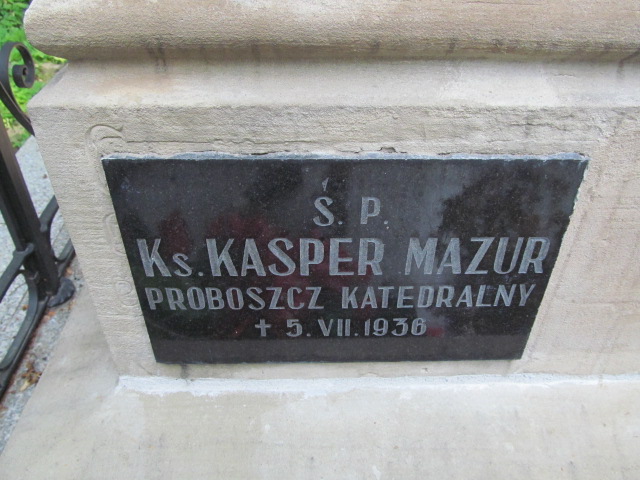 Ś. P.
Ks. KASPER MAZUR
PROBOSZCZ KATEDRALNY
✝ 5. VII. 1936